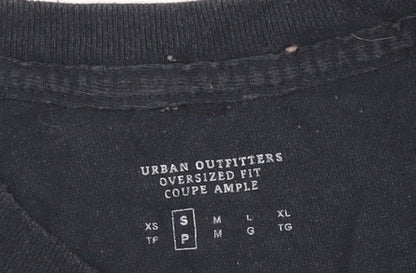 URBAN OUTFITTERS
OVERSIZED FIT
COUPE AMPLE
XS S M L XL
TP P M G TG